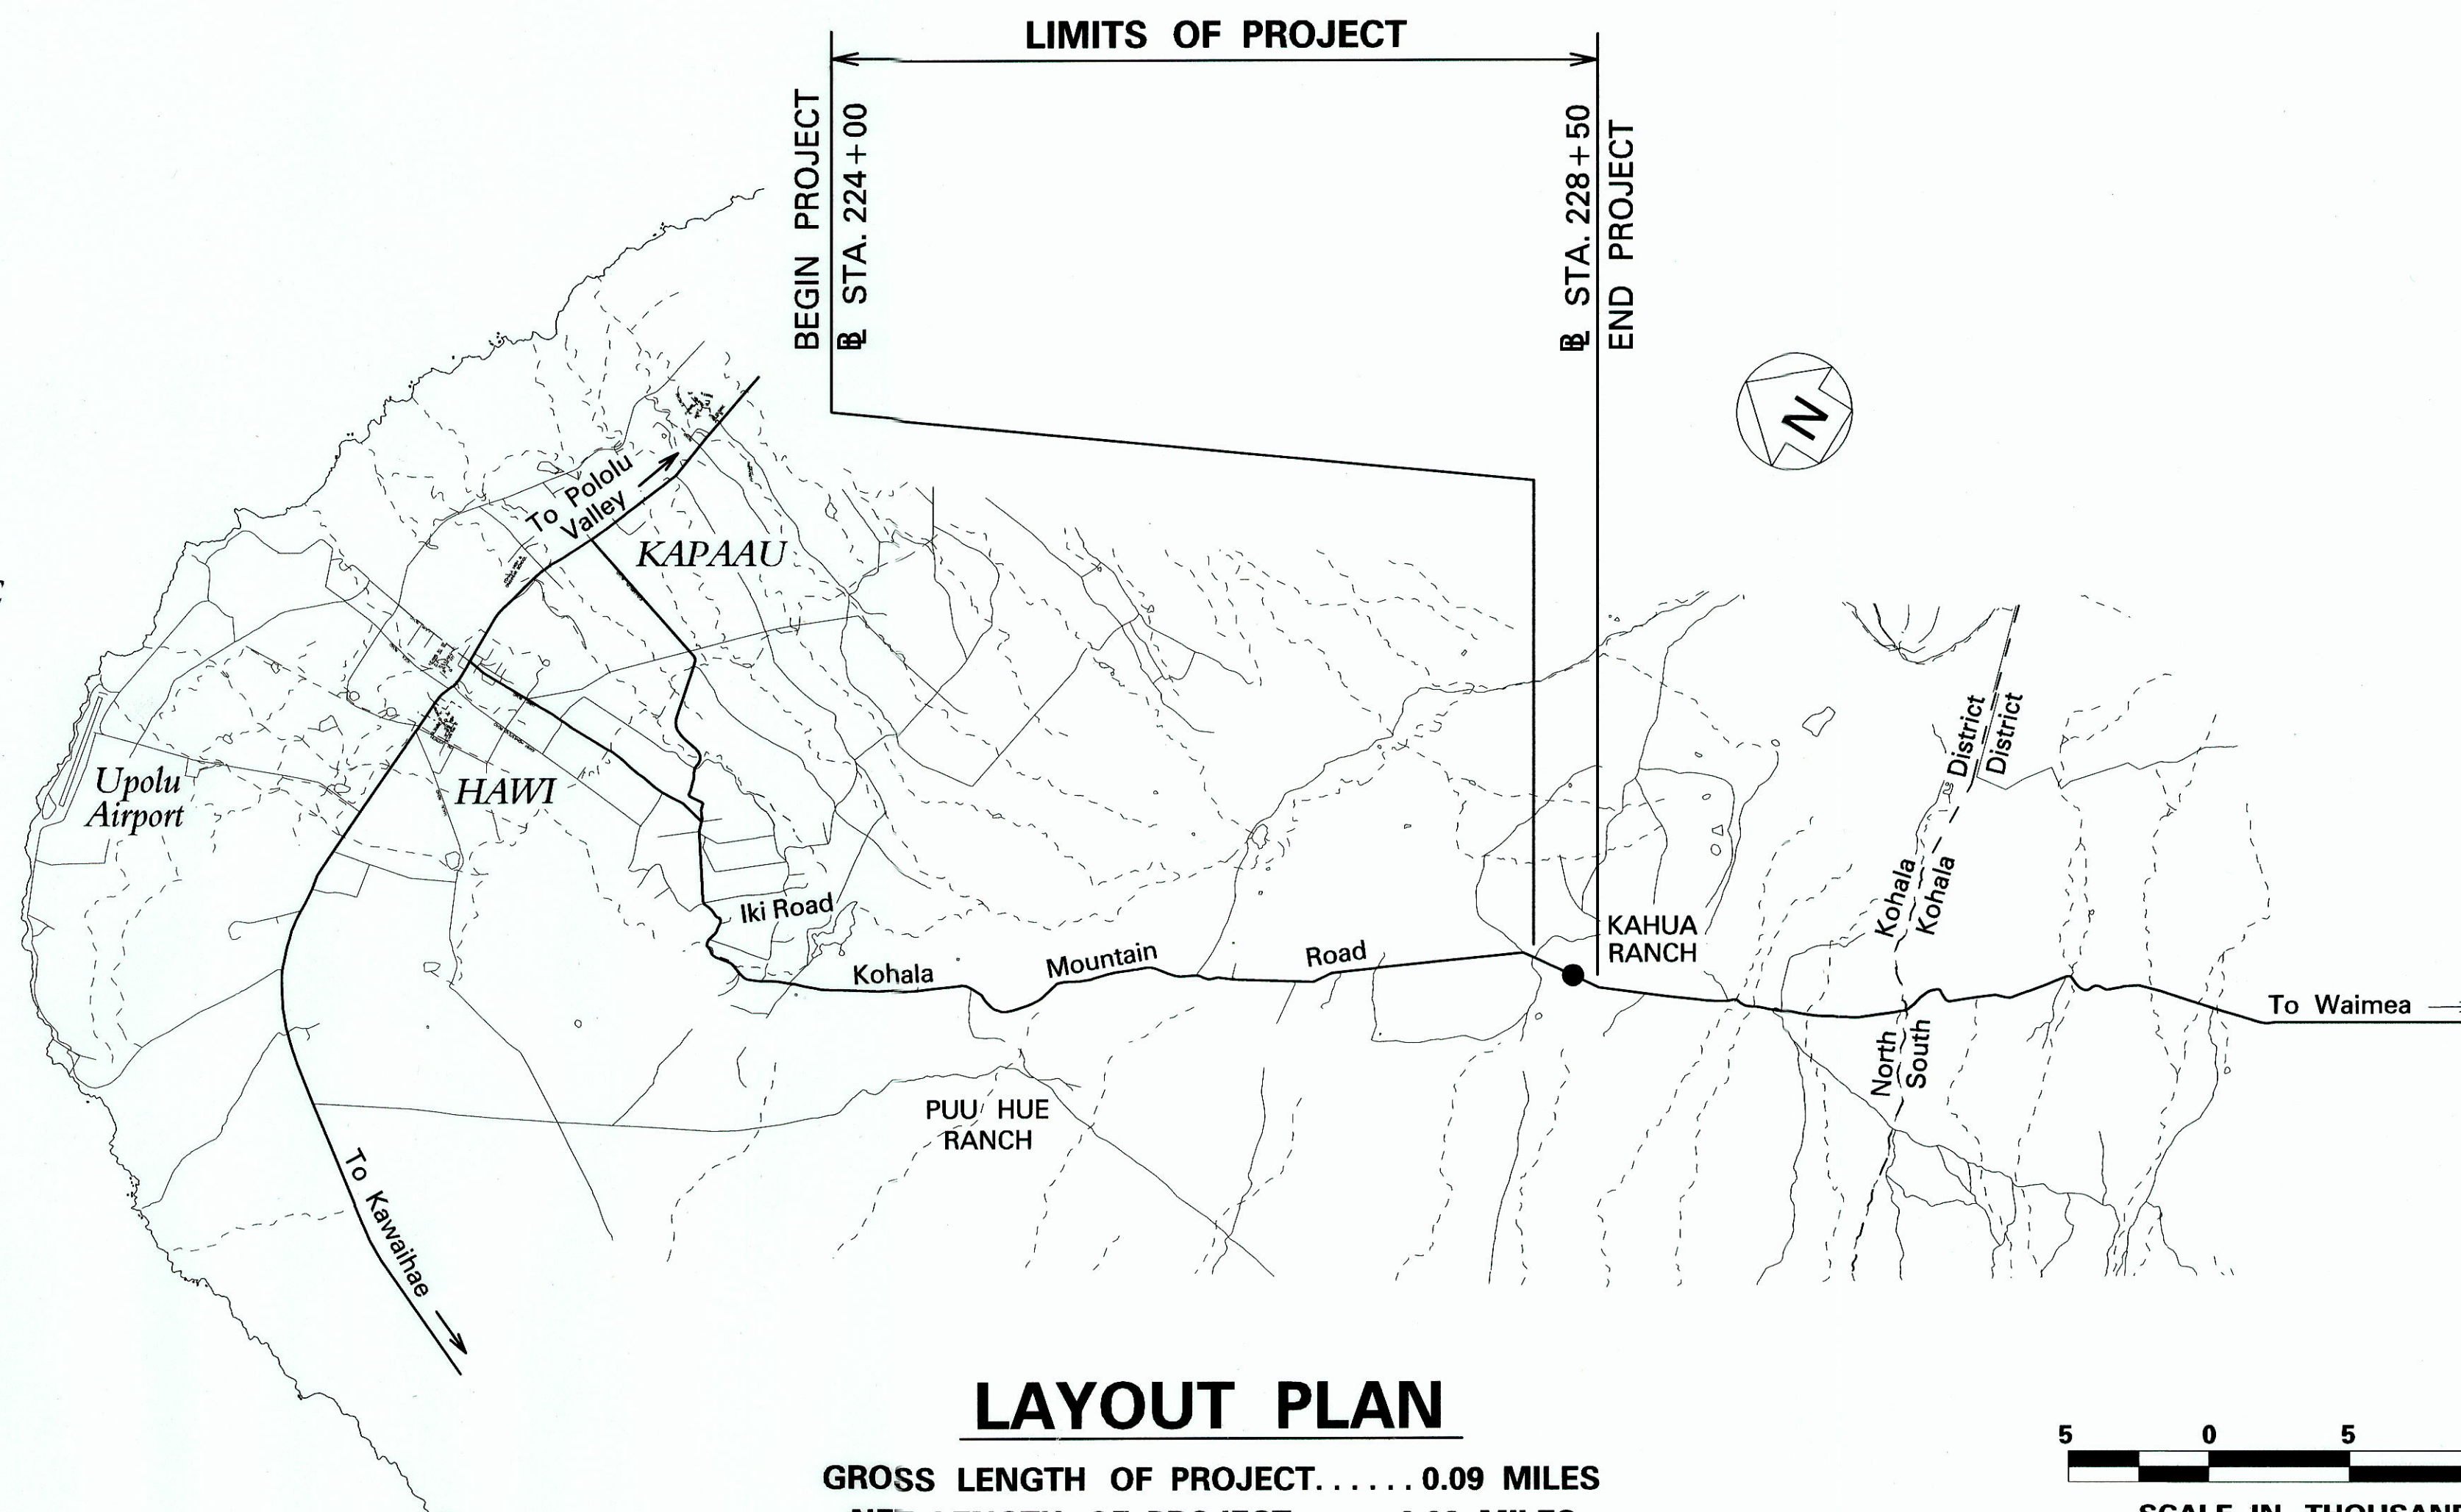 LIMITS OF PROJECT
BEGIN PROJECT
BL STA. 224+00
BL STA. 228+50
END PROJECT
N
To Pololu
Valley
KAPAAU
HAWI
Upolu
Airport
Iki Road
Kohala Mountain Road
KAHUA
RANCH
Kohala District
Kohala District
North
South
To Waimea
PUU HUE
RANCH
To Kawaihae
LAYOUT PLAN
GROSS LENGTH OF PROJECT...... 0.09 MILES
5 0 5